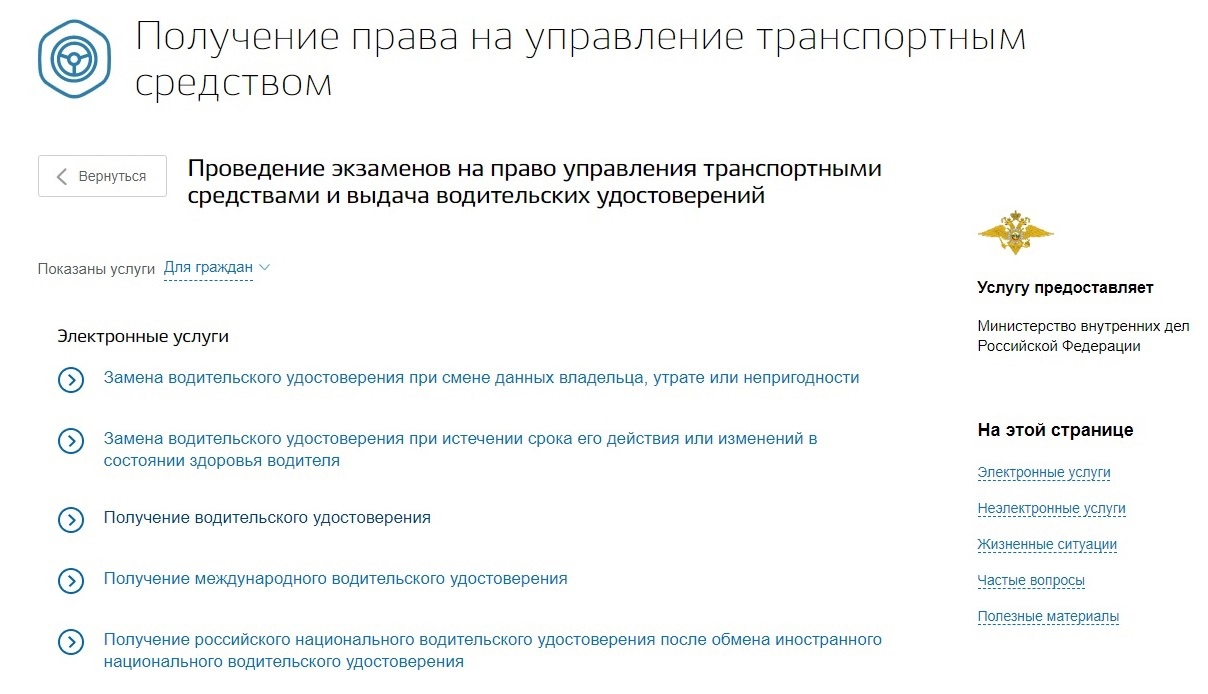 Получение права на управление транспортным
средством
Вернуться
Проведение экзаменов на право управления транспортными
средствами и выдача водительских удостоверений
Показаны услуги Для граждан
Электронные услуги
Замена водительского удостоверения при смене данных владельца, утрате или непригодности
Замена водительского удостоверения при истечении срока его действия или изменений в
состоянии здоровья водителя
Получение водительского удостоверения
Получение международного водительского удостоверения
Получение российского национального водительского удостоверения после обмена иностранного
национального водительского удостоверения
Услугу предоставляет
Министерство внутренних дел
Российской Федерации
На этой странице
Электронные услуги
Неэлектронные услуги
Жизненные ситуации
Частые вопросы
Полезные материалы